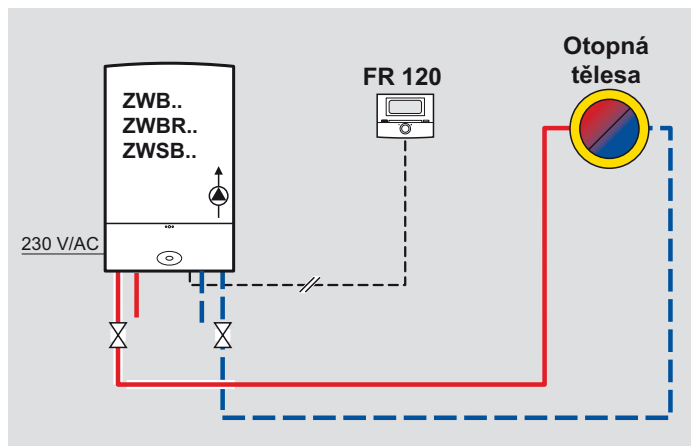 Otopná
tělesa
FR 120
ZWB..
ZWBR..
ZWSB..
230 V/AC